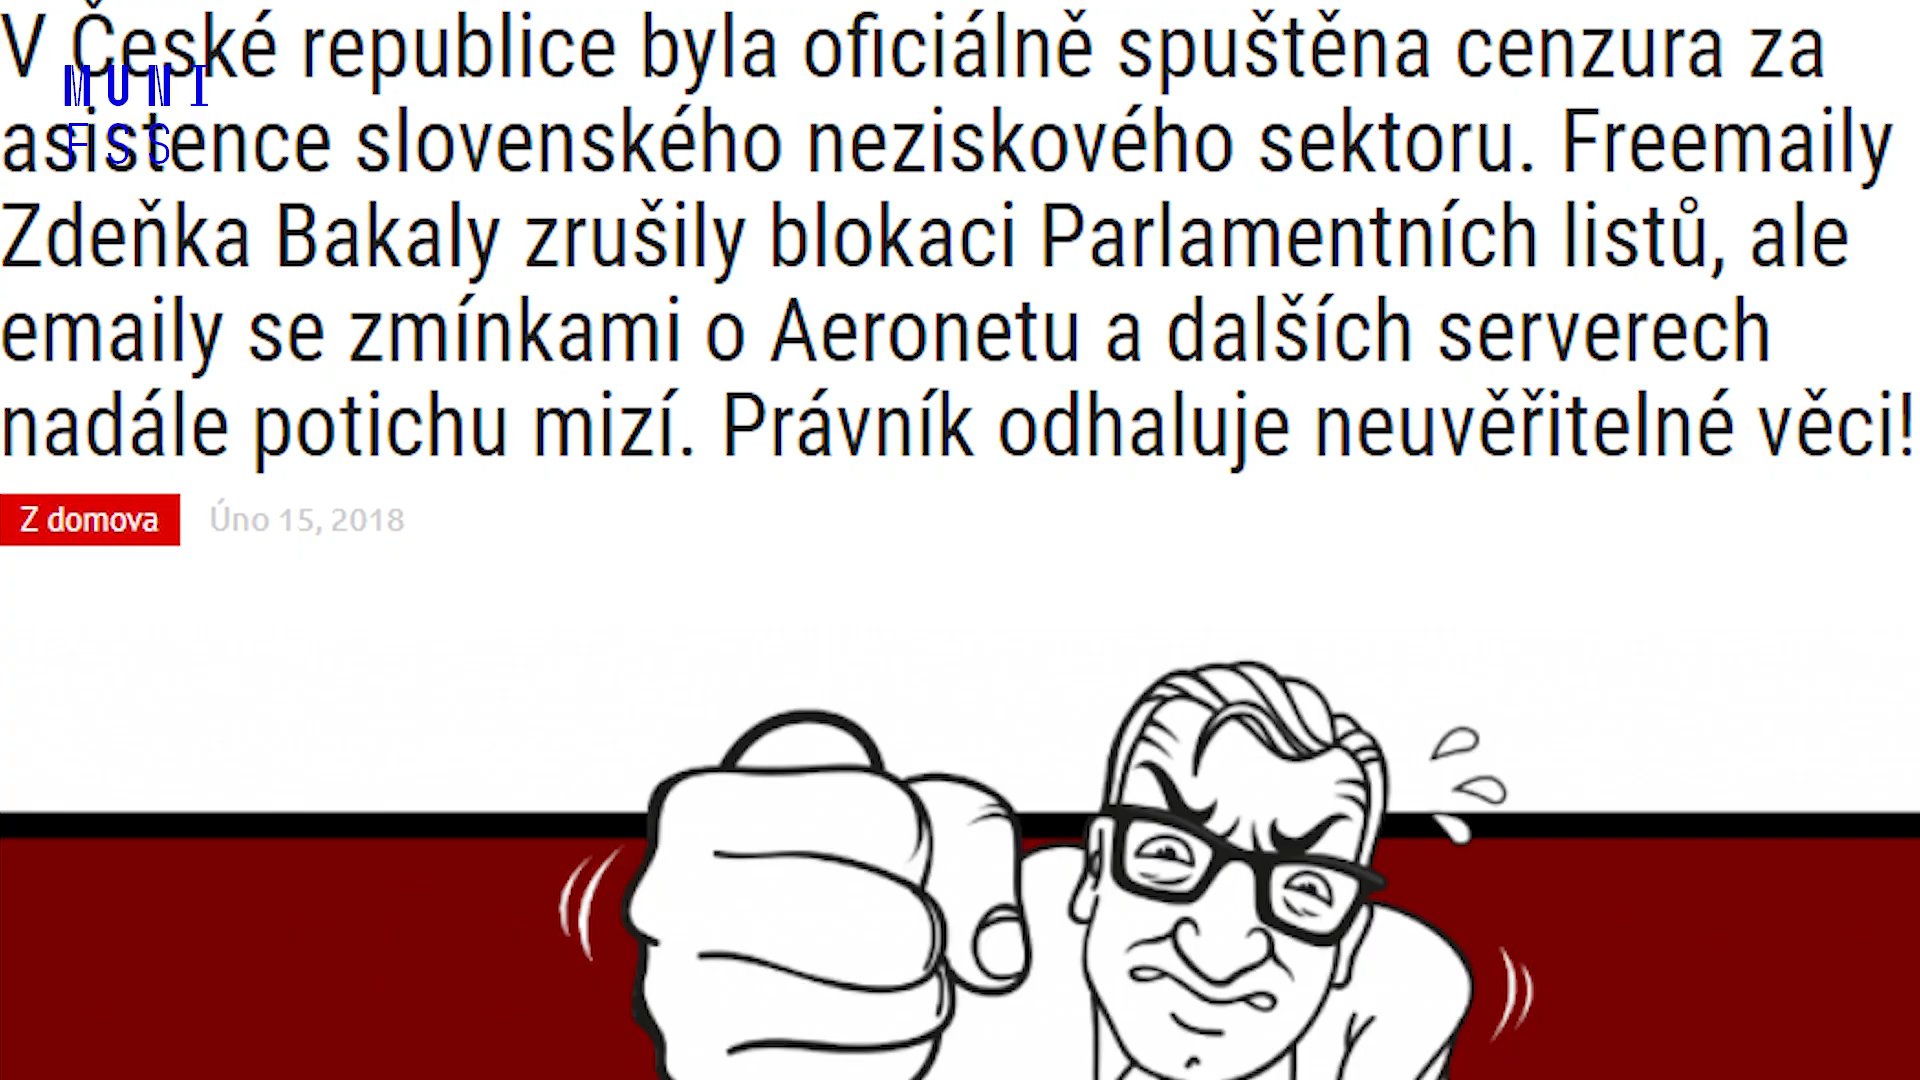 V České republice byla oficiálně spuštěna cenzura za
MUNI
asistence slovenského neziskového sektoru. Freemaily
FSS
Zdeňka Bakaly zrušily blokaci Parlamentních listů, ale
emaily se zmínkami o Aeronetu a dalších serverech
nadále potichu mizí. Právník odhaluje neuvěřitelné věci!
Z domova Úno 15, 2018